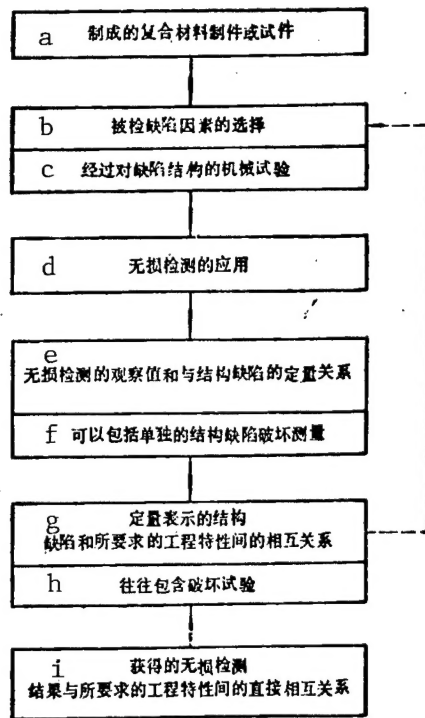 a 制成的复合材料制件或试件
b 被检缺陷因素的选择
c 经过对缺陷结构的机械试验
d 无损检测的应用
e
无损检测的观察值和与结构缺陷的定量关系
f 可以包括单独的结构缺陷破坏测量
g 定量表示的结构
缺陷和所要求的工程特性间的相互关系
h 往往包含破坏试验
i 获得的无损检测
结果与所要求的工程特性间的直接相互关系